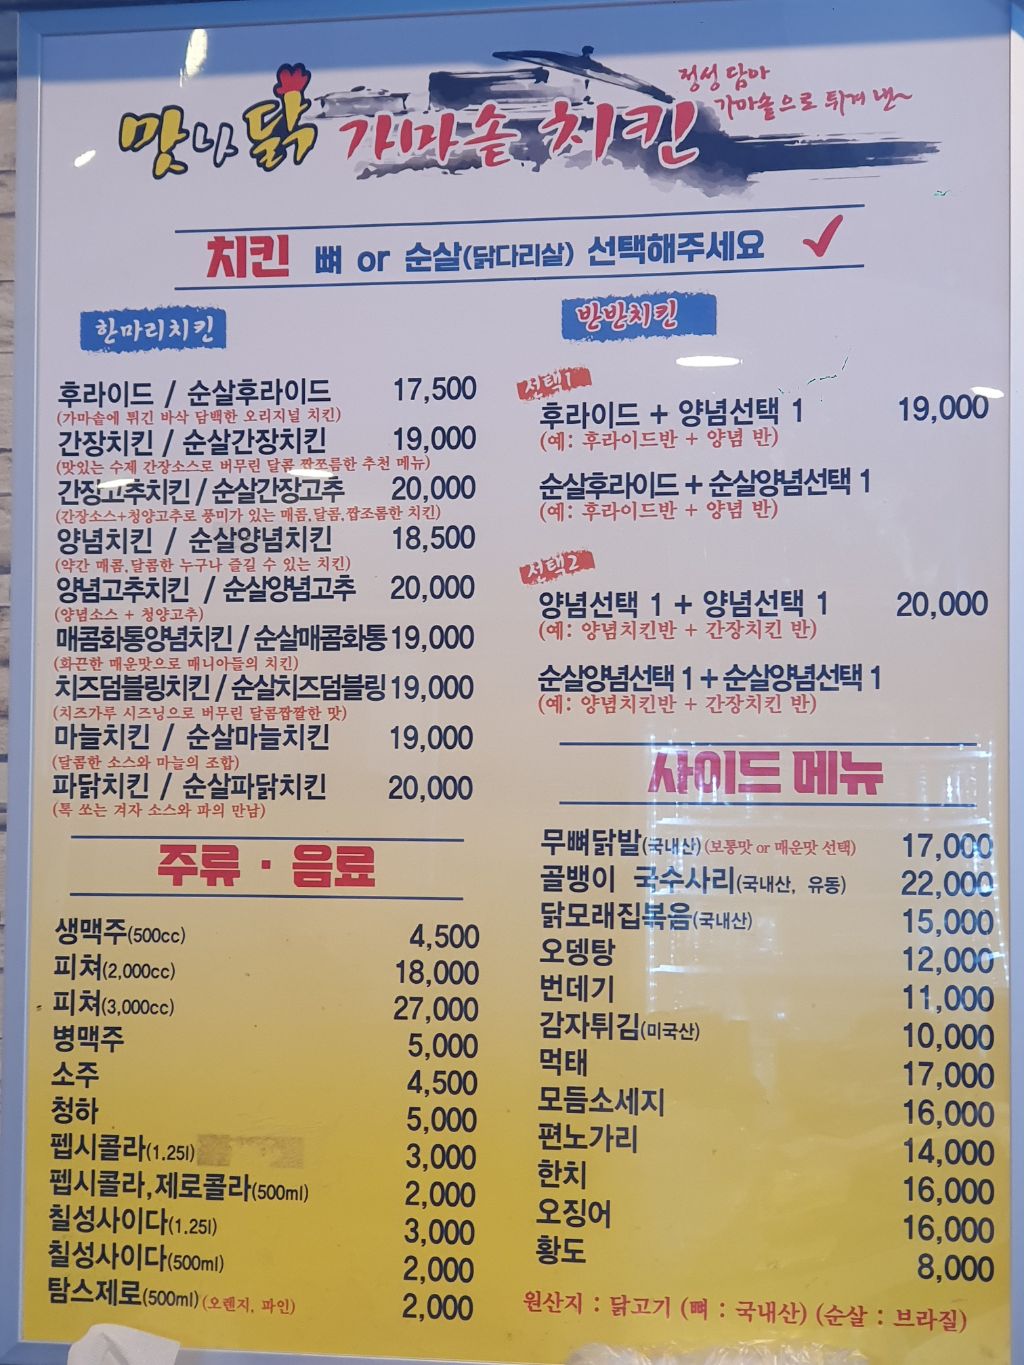 맛나닭 가마솥 치킨
정성 담아
가마솥으로 튀겨 낸~
치킨 뼈 or 순살(닭다리살) 선택해주세요
한마리치킨
후라이드 / 순살후라이드 17,500
(가마솥에 튀긴 바삭 담백한 오리지널 치킨)
간장치킨 / 순살간장치킨 19,000
(맛있는 수제 간장소스로 버무린 달콤 짭쪼름한 추천 메뉴)
간장고추치킨 / 순살간장고추 20,000
(간장소스+청양고추로 풍미가 있는 매콤,달콤,짭조롬한 치킨)
양념치킨 / 순살양념치킨 18,500
(약간 매콤, 달콤한 누구나 즐길 수 있는 치킨)
양념고추치킨 / 순살양념고추 20,000
(양념소스 + 청양고추)
매콤화통양념치킨 / 순살매콤화통 19,000
(화끈한 매운맛으로 매니아들의 치킨)
치즈덤블링치킨 / 순살치즈덤블링 19,000
(치즈가루 시즈닝으로 버무린 달콤짭짤한 맛)
마늘치킨 / 순살마늘치킨 19,000
(달콤한 소스와 마늘의 조합)
파닭치킨 / 순살파닭치킨 20,000
(톡 쏘는 겨자 소스와 파의 만남)
주류 · 음료
생맥주(500cc) 4,500
피쳐(2,000cc) 18,000
피쳐(3,000cc) 27,000
병맥주 5,000
소주 4,500
청하 5,000
펩시콜라(1.25l) 3,000
펩시콜라,제로콜라(500ml) 2,000
칠성사이다(1.25l) 3,000
칠성사이다(500ml) 2,000
탐스제로(500ml)(오렌지, 파인) 2,000
반반치킨
선택1
후라이드 + 양념선택 1 19,000
(예: 후라이드반 + 양념 반)
순살후라이드 + 순살양념선택 1
(예: 후라이드반 + 양념 반)
선택2
양념선택 1 + 양념선택 1 20,000
(예: 양념치킨반 + 간장치킨 반)
순살양념선택 1 + 순살양념선택 1
(예: 양념치킨반 + 간장치킨 반)
사이드 메뉴
무뼈닭발(국내산)(보통맛 or 매운맛 선택) 17,000
골뱅이 국수사리(국내산, 유동) 22,000
닭모래집볶음(국내산) 15,000
오뎅탕 12,000
번데기 11,000
감자튀김(미국산) 10,000
먹태 17,000
모듬소세지 16,000
편노가리 14,000
한치 16,000
오징어 16,000
황도 8,000
원산지 : 닭고기 (뼈 : 국내산) (순살 : 브라질)